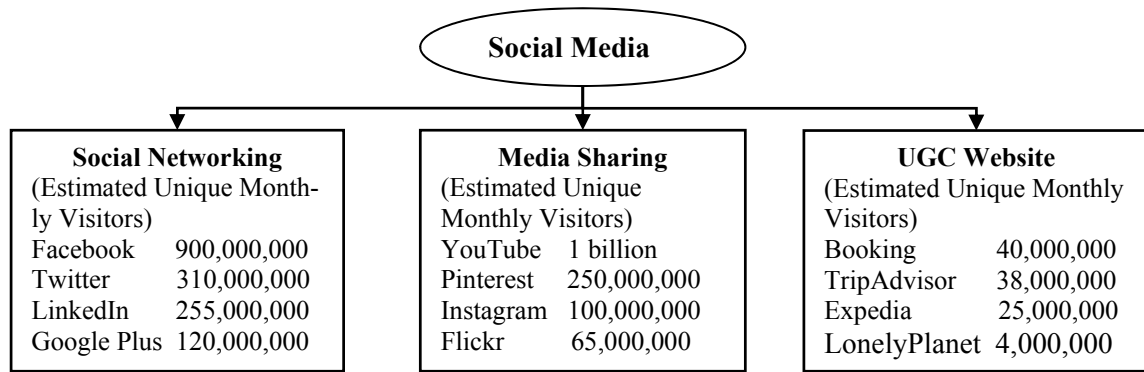 Social Media
Social Networking
(Estimated Unique Month-
ly Visitors)
Facebook 900,000,000
Twitter 310,000,000
LinkedIn 255,000,000
Google Plus 120,000,000
Media Sharing
(Estimated Unique
Monthly Visitors)
YouTube 1 billion
Pinterest 250,000,000
Instagram 100,000,000
Flickr 65,000,000
UGC Website
(Estimated Unique Monthly
Visitors)
Booking 40,000,000
TripAdvisor 38,000,000
Expedia 25,000,000
LonelyPlanet 4,000,000